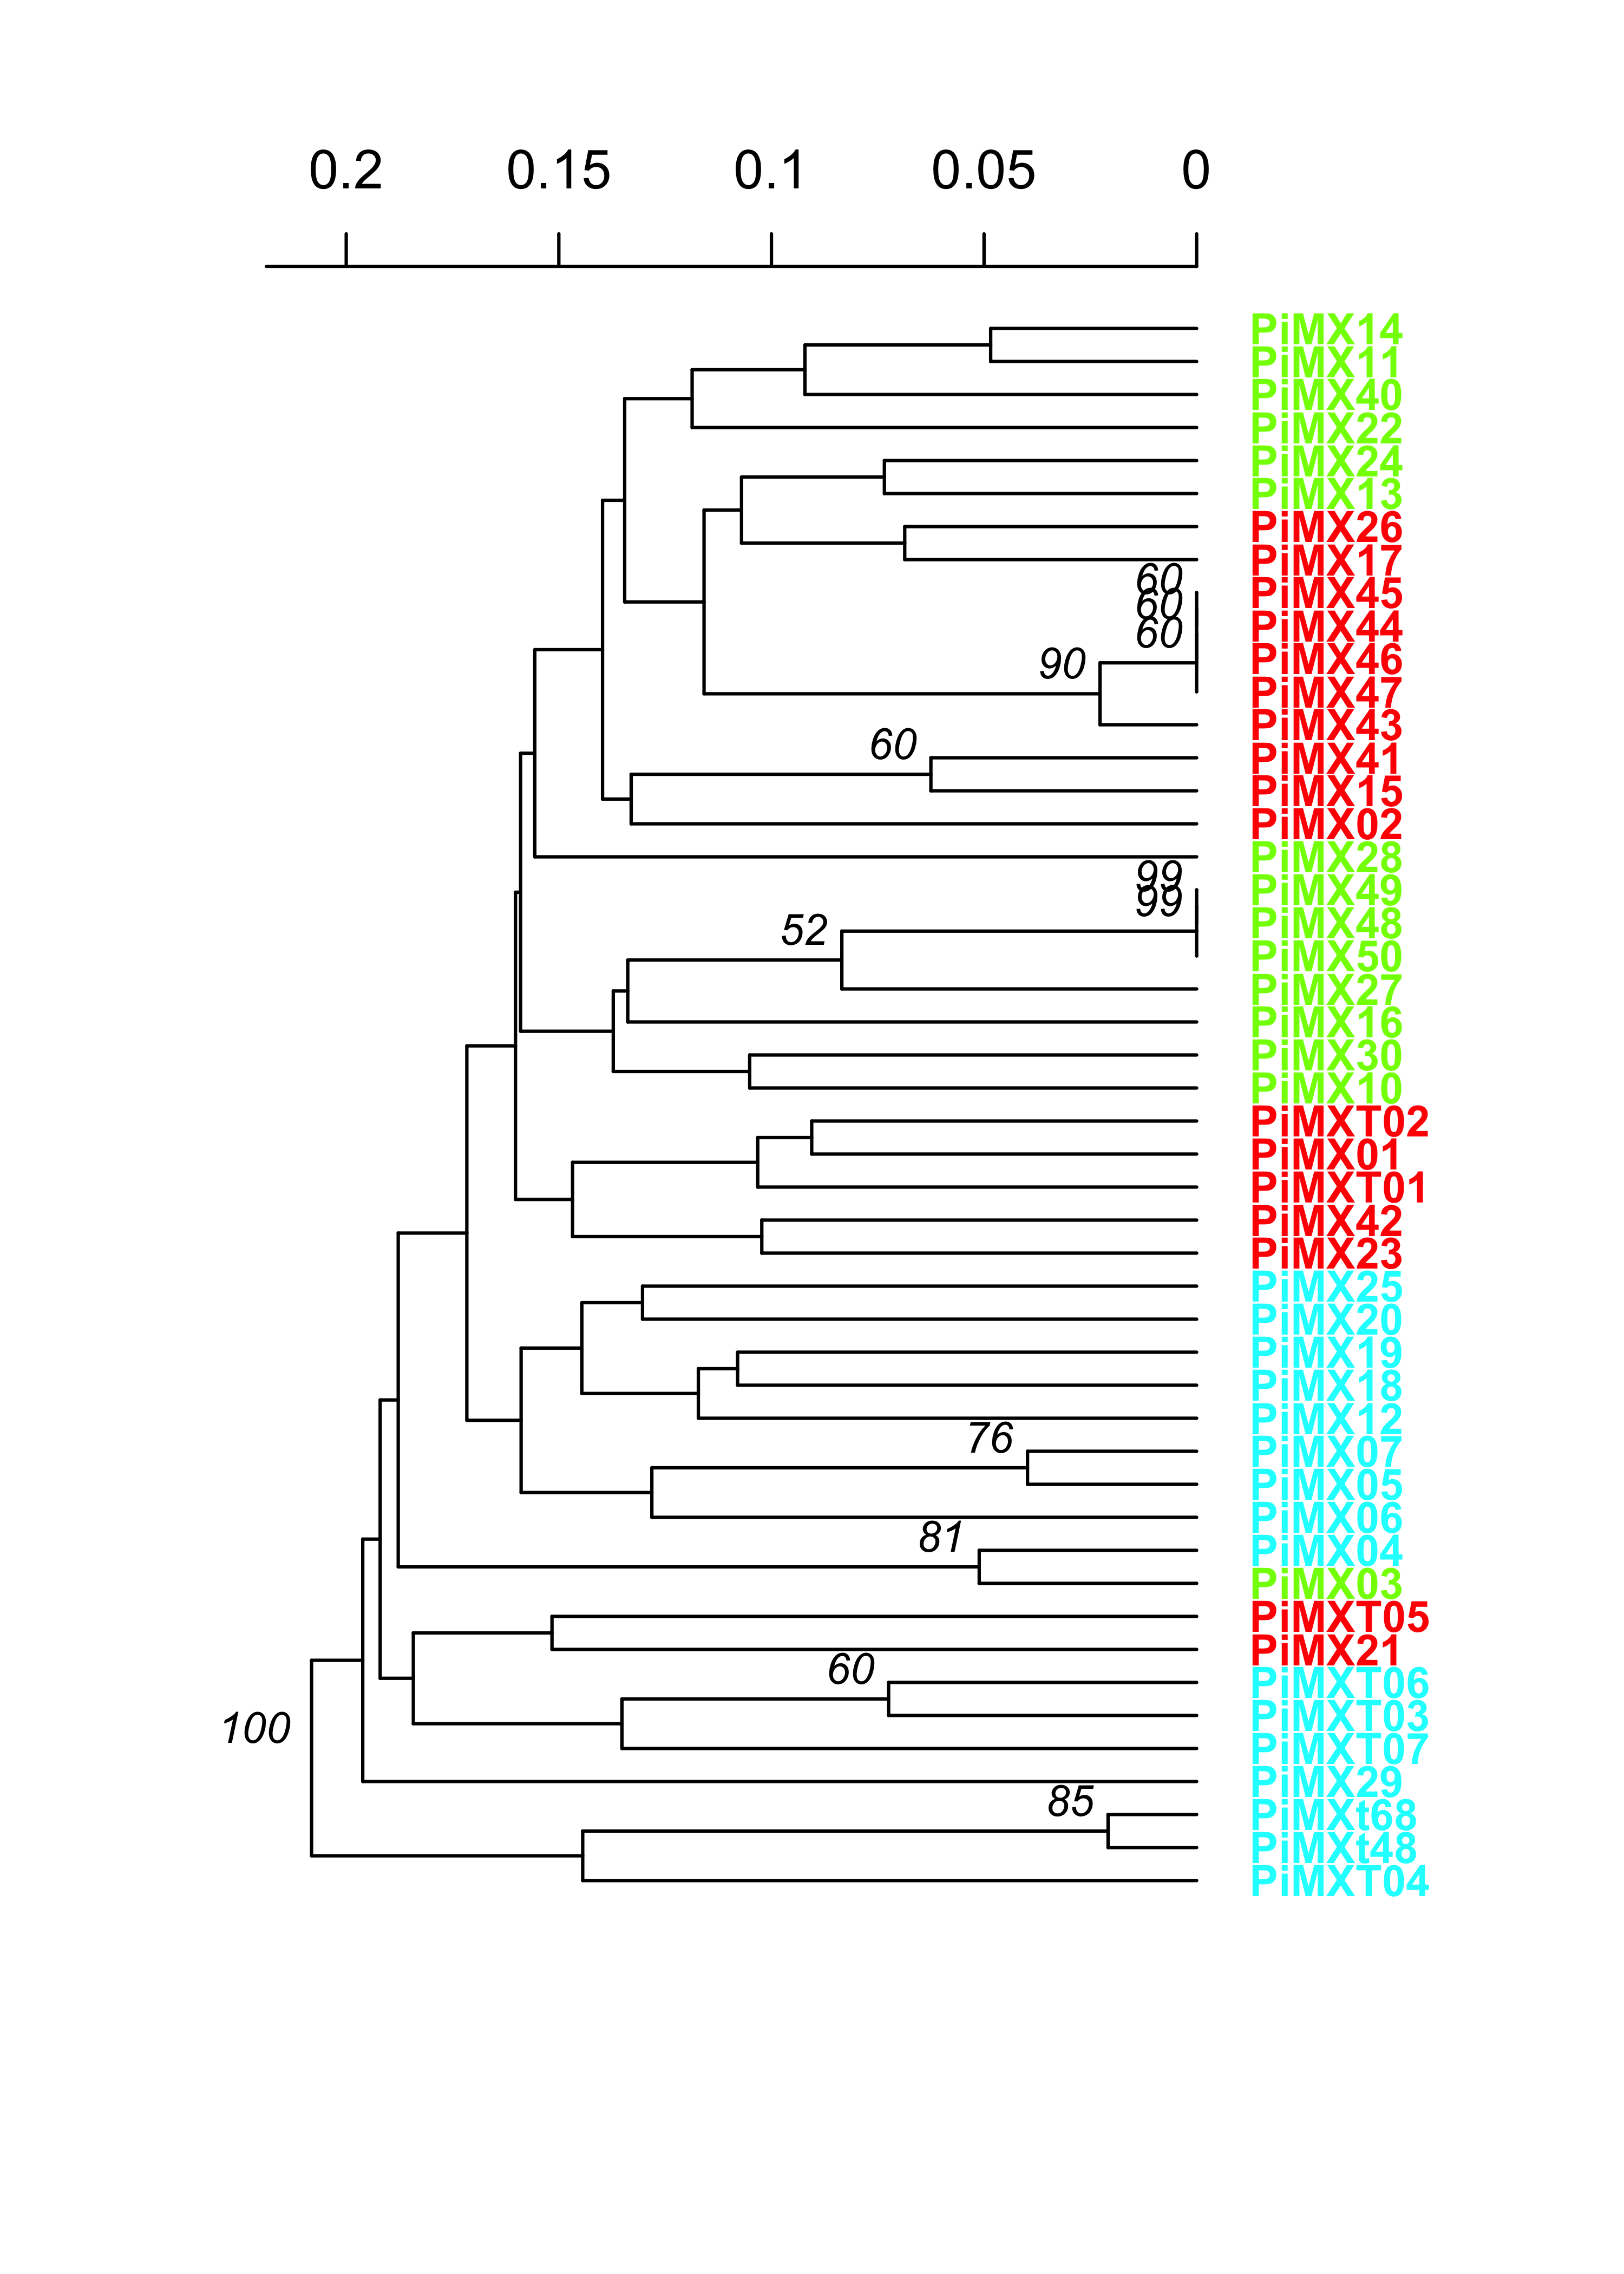 0.2 0.15 0.1 0.05 0
PiMX14
PiMX11
PiMX40
PiMX22
PiMX24
PiMX13
PiMX26
PiMX17
60 PiMX45
60 PiMX44
60 PiMX46
90 PiMX47
PiMX43
60 PiMX41
PiMX15
PiMX02
PiMX28
99 PiMX49
99 PiMX48
52 PiMX50
PiMX27
PiMX16
PiMX30
PiMX10
PiMXT02
PiMX01
PiMXT01
PiMX42
PiMX23
PiMX25
PiMX20
PiMX19
PiMX18
PiMX12
76 PiMX07
PiMX05
PiMX06
81 PiMX04
PiMX03
PiMXT05
PiMX21
60 PiMXT06
PiMXT03
100 PiMXT07
PiMX29
85 PiMXt68
PiMXt48
PiMXT04